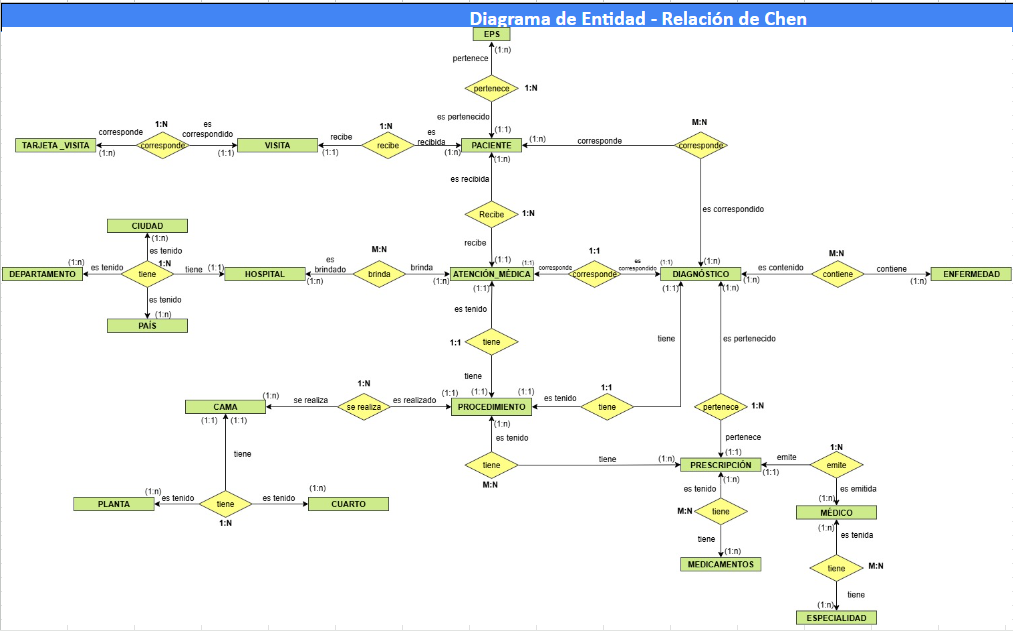 Diagrama de Entidad - Relación de Chen
EPS
(1:n)
pertenece
pertenece
1:N
es pertenecido
(1:1)
1:N
es
corresponde
correspondido
TARJETA_VISITA
corresponde
VISITA
(1:n)
(1:1)
1:N
recibe
es
recibida
recibe
(1:1)
(1:n)
PACIENTE
(1:n)
corresponde
M:N
corresponde
(1:n)
es recibida
es correspondido
Recibe
1:N
recibe
(1:1)
CIUDAD
(1:n)
es tenido
1:N
(1:n)
DEPARTAMENTO
es tenido
tiene
tiene
(1:1)
HOSPITAL
es tenido
(1:n)
PAÍS
M:N
es
brindado
brinda
brinda
(1:n)
(1:n)
ATENCIÓN_MÉDICA
(1:1)
1:1
corresponde
corresponde
es
correspondido
(1:1)
(1:n)
DIAGNÓSTICO
(1:1)
(1:n)
(1:n)
M:N
es contenido
contiene
contiene
(1:n)
ENFERMEDAD
(1:1)
es tenido
1:1
tiene
tiene
tiene
es pertenecido
1:N
(1:n)
CAMA
se realiza
se realiza
es realizado
(1:1)
(1:1)
(1:1)
PROCEDIMIENTO
1:1
es tenido
tiene
pertenece
1:N
(1:1)
(1:1)
tiene
(1:n)
es tenido
pertenece
(1:1)
tiene
M:N
tiene
(1:n)
PRESCRIPCIÓN
(1:1)
(1:n)
emite
1:N
emite
es emitida
(1:n)
MÉDICO
(1:n)
PLANTA
(1:n)
es tenido
tiene
1:N
es tenido
(1:n)
CUARTO
es tenido
M:N
tiene
tiene
(1:n)
MEDICAMENTOS
(1:n)
es tenida
tiene
M:N
tiene
(1:n)
ESPECIALIDAD